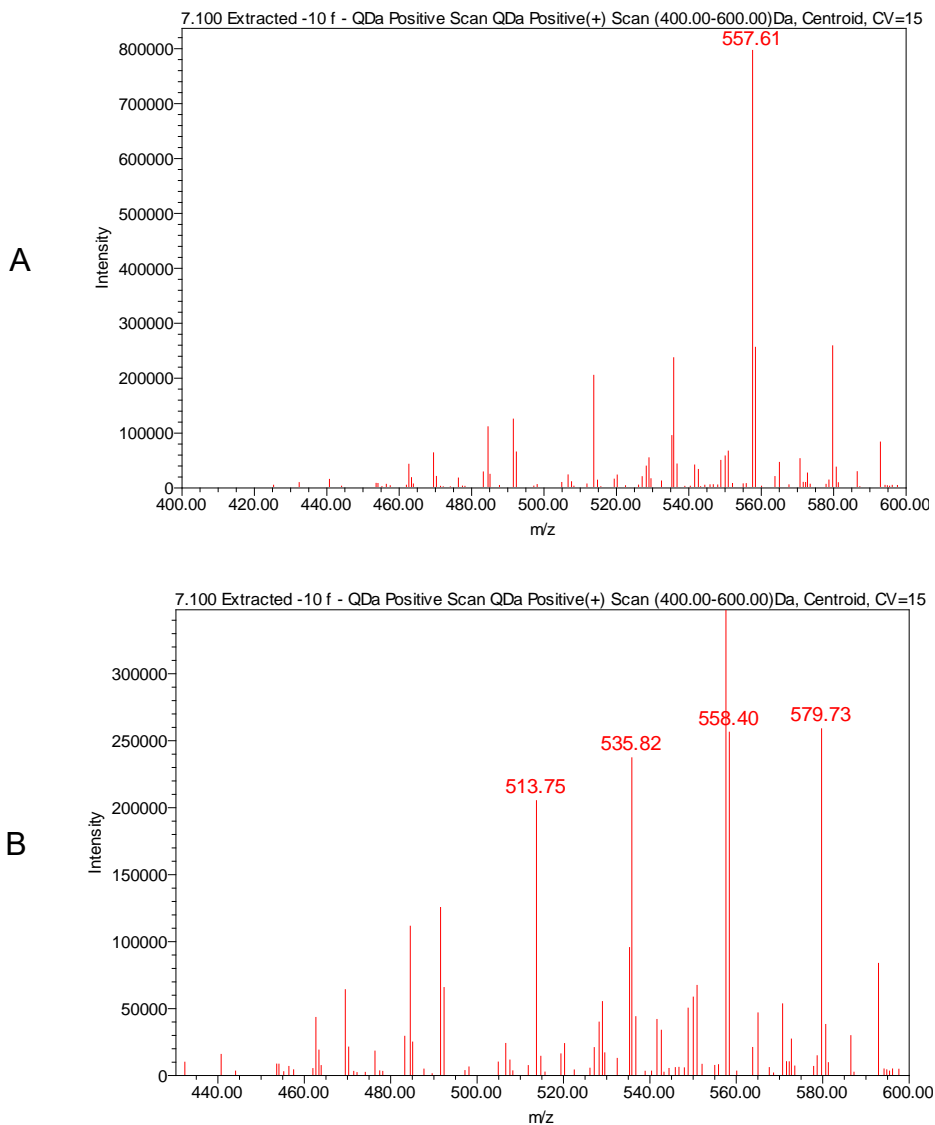 7.100 Extracted -10 f - QDa Positive Scan QDa Positive(+) Scan (400.00-600.00)Da, Centroid, CV=15
557.61
800000
700000
600000
500000
400000
300000
200000
100000
0
Intensity
A
400.00 420.00 440.00 460.00 480.00 500.00 520.00 540.00 560.00 580.00 600.00
m/z
7.100 Extracted -10 f - QDa Positive Scan QDa Positive(+) Scan (400.00-600.00)Da, Centroid, CV=15
300000
250000
200000
150000
100000
50000
0
513.75
535.82
558.40
579.73
Intensity
B
440.00 460.00 480.00 500.00 520.00 540.00 560.00 580.00 600.00
m/z